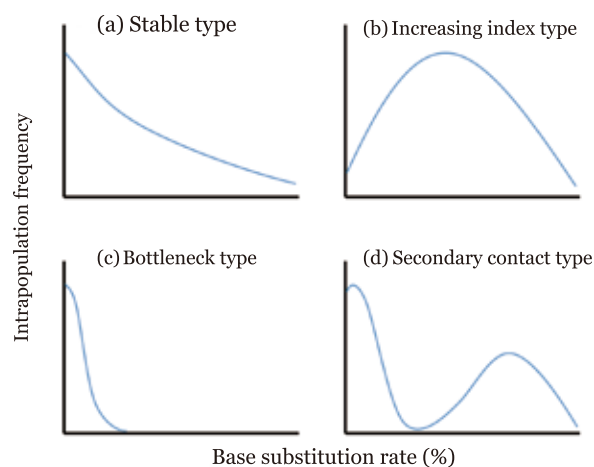 (a) Stable type
(b) Increasing index type
Intrapopulation frequency
(c) Bottleneck type
(d) Secondary contact type
Base substitution rate (%)